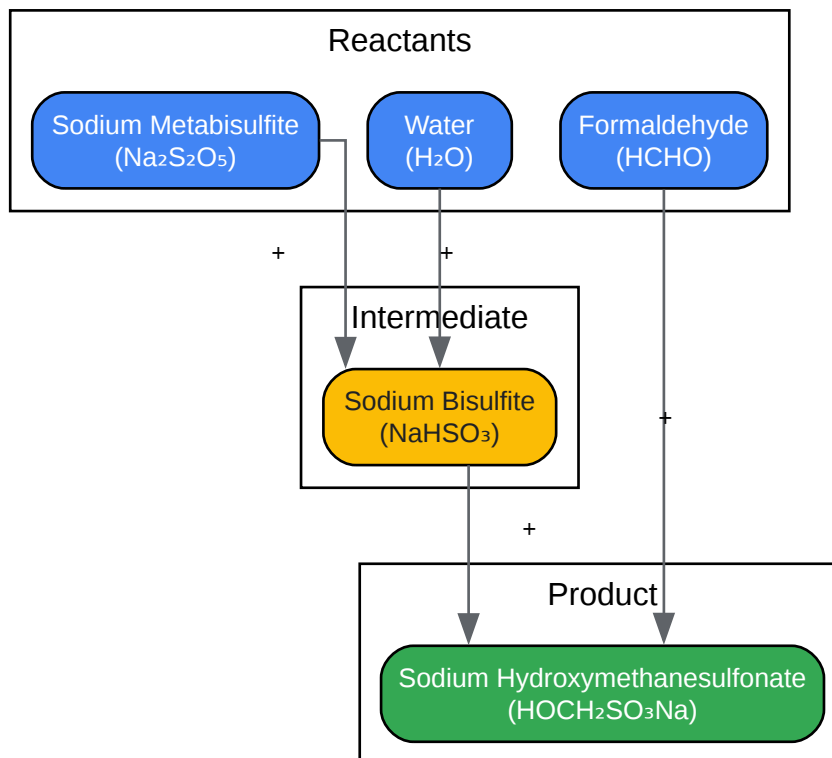 Reactants
Sodium Metabisulfite
(Na₂S₂O₅)
Water
(H₂O)
Formaldehyde
(HCHO)
+
+
Intermediate
Sodium Bisulfite
(NaHSO₃)
+
+
Product
Sodium Hydroxymethanesulfonate
(HOCH₂SO₃Na)